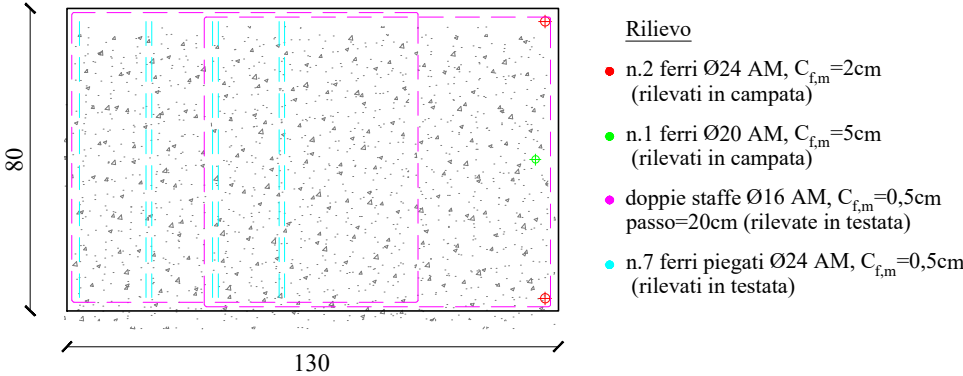 Rilievo
n.2 ferri Ø24 AM, Cf,m=2cm
(rilevati in campata)
n.1 ferri Ø20 AM, Cf,m=5cm
(rilevati in campata)
doppie staffe Ø16 AM, Cf,m=0,5cm
passo=20cm (rilevate in testata)
n.7 ferri piegati Ø24 AM, Cf,m=0,5cm
(rilevati in testata)
80
130